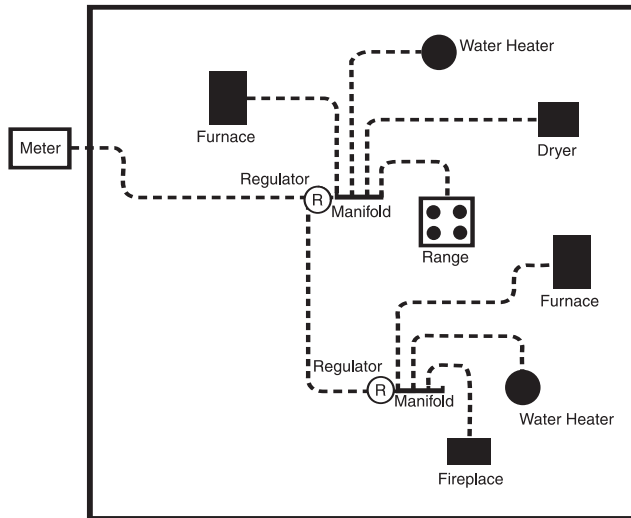 Water Heater
Furnace
Meter
Dryer
Regulator
R
Manifold
Range
Furnace
Regulator
R
Manifold
Water Heater
Fireplace